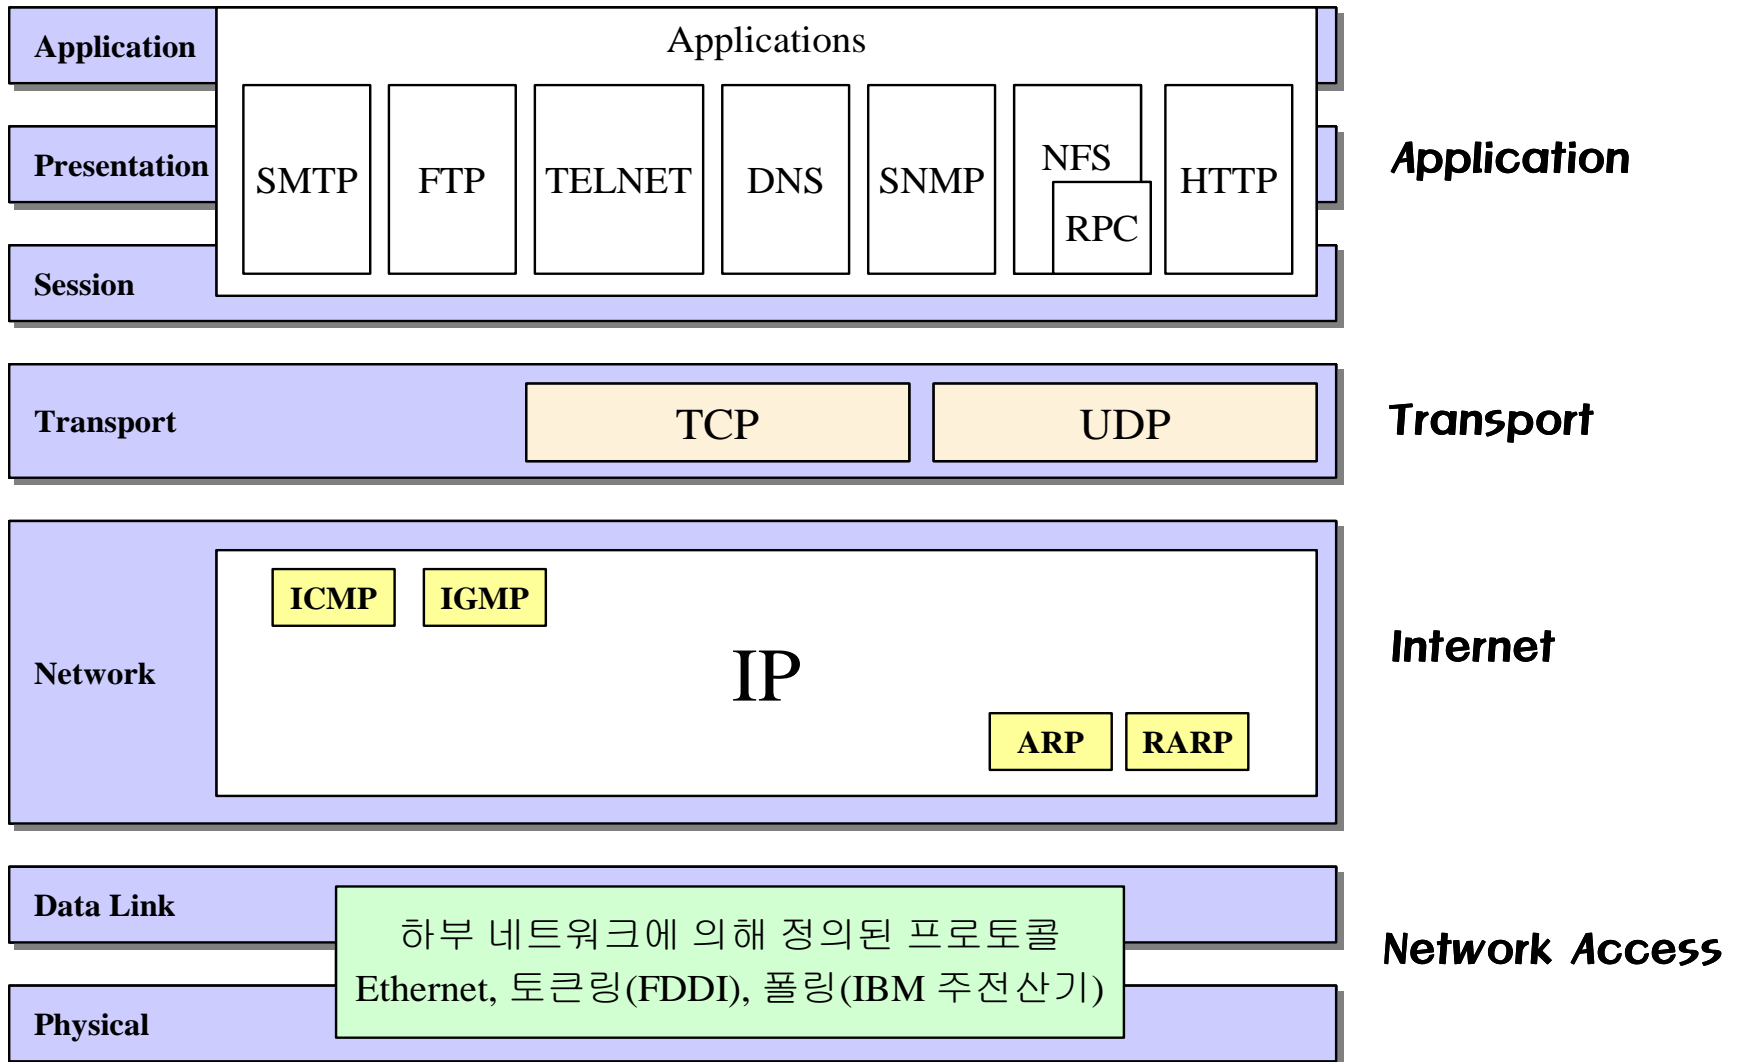 Application
Applications
Presentation
SMTP
FTP
TELNET
DNS
SNMP
NFS
RPC
HTTP
Application
Session
Transport
TCP
UDP
Transport
Network
ICMP
IGMP
IP
ARP
RARP
Internet
Data Link
하부 네트워크에 의해 정의된 프로토콜
Ethernet, 토큰링(FDDI), 폴링(IBM 주전산기)
Network Access
Physical